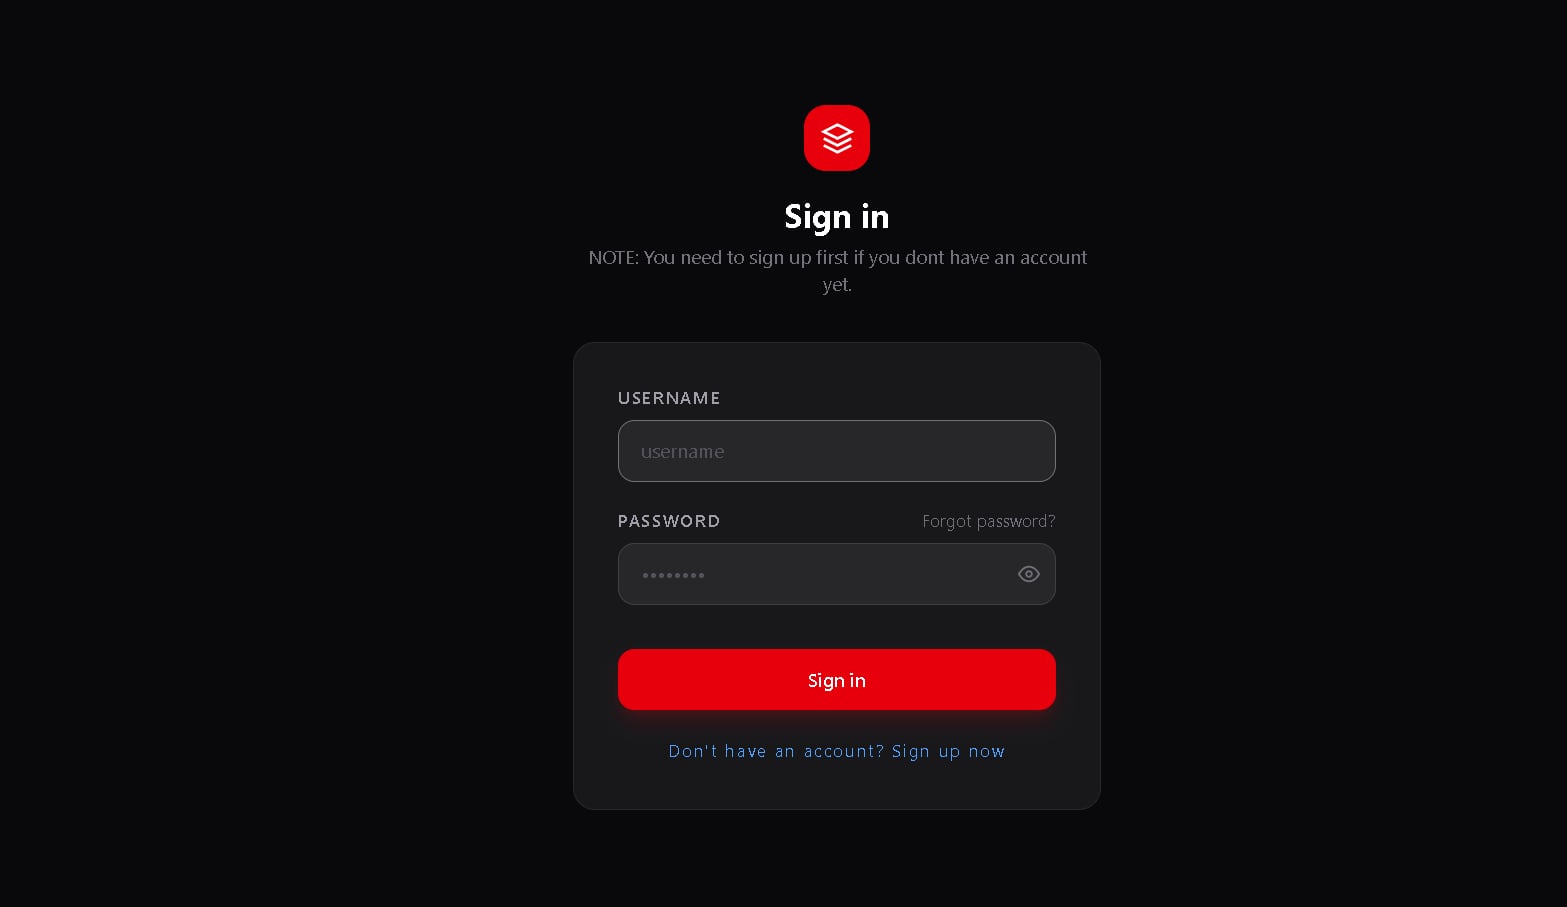 Sign in
NOTE: You need to sign up first if you dont have an account
yet.
USERNAME
username
PASSWORD
Forgot password?
••••••••
Sign in
Don't have an account? Sign up now